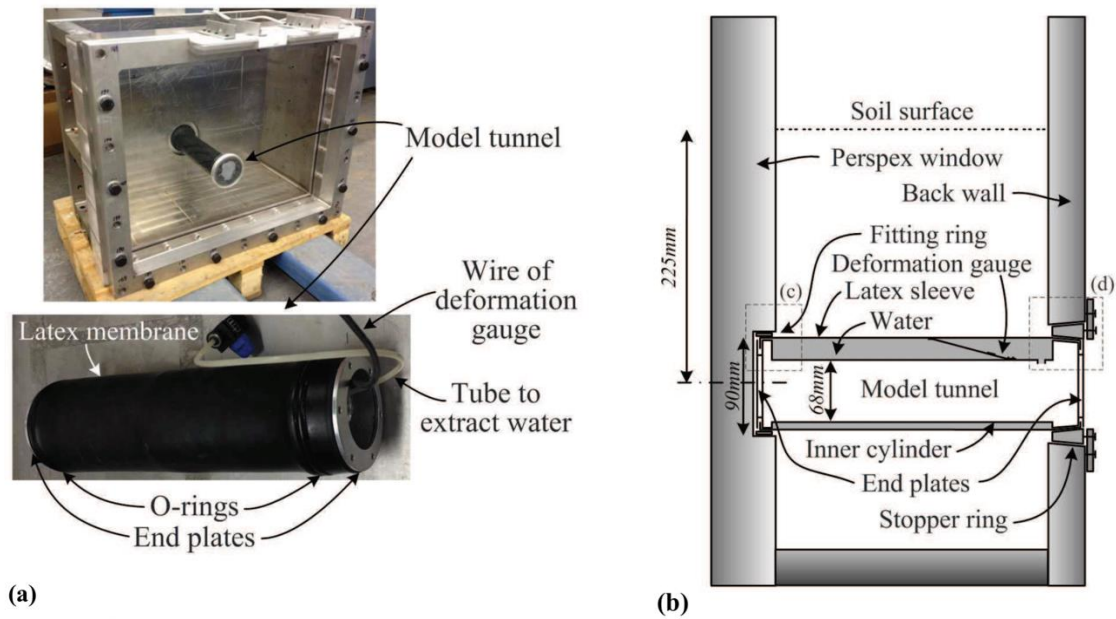 Model tunnel
Wire of
deformation
gauge
Latex membrane
Tube to
extract water
O-rings
End plates
(a)
Soil surface
Perspex window
Back wall
225mm
Fitting ring
Deformation gauge
(c)
(d)
Latex sleeve
Water
90mm
68mm
Model tunnel
Inner cylinder
End plates
Stopper ring
(b)